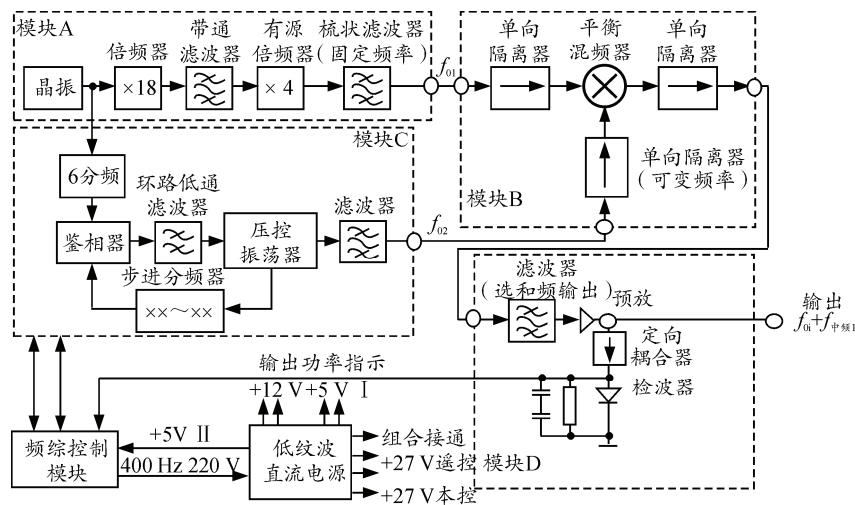 模块A
晶振
倍频器
×18
带通
滤波器
有源
倍频器
× 4
梳状滤波器
(固定频率)
f01
单向
隔离器
平衡
混频器
单向
隔离器
单向隔离器
(可变频率)
模块B
模块C
6分频
鉴相器
环路低通
滤波器
压控
振荡器
滤波器
f02
步进分频器
××～××
滤波器
(选和频输出)
预放
输出
f0i+f中频1
定向
耦合器
检波器
模块D
输出功率指示
+12 V
+5 V Ⅰ
频综控制
模块
+5V Ⅱ
400 Hz 220 V
低纹波
直流电源
组合接通
+27 V遥控
+27 V本控